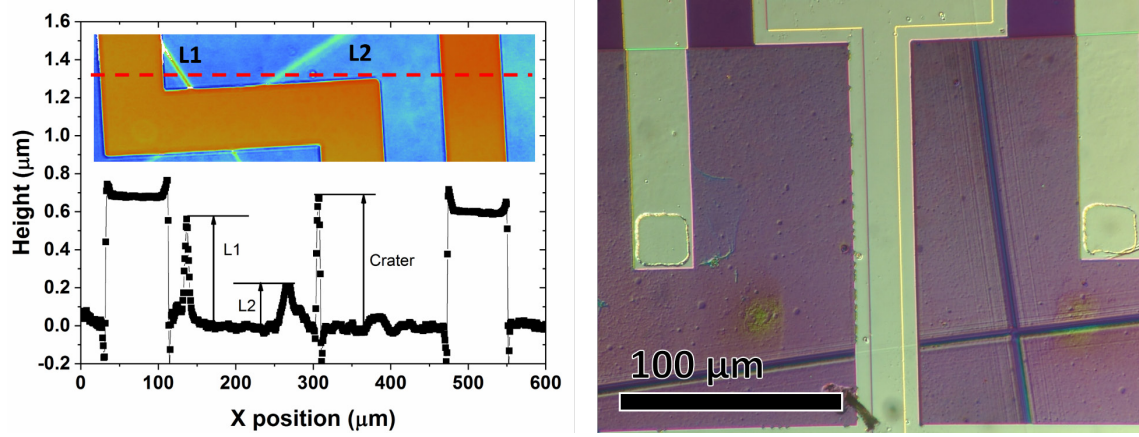 1.6
1.4
1.2
1.0
0.8
0.6
0.4
0.2
0.0
-0.2
Height (μm)
L1
L2
L1
L2
Crater
0
100
200
300
400
500
600
X position (μm)
100 μm